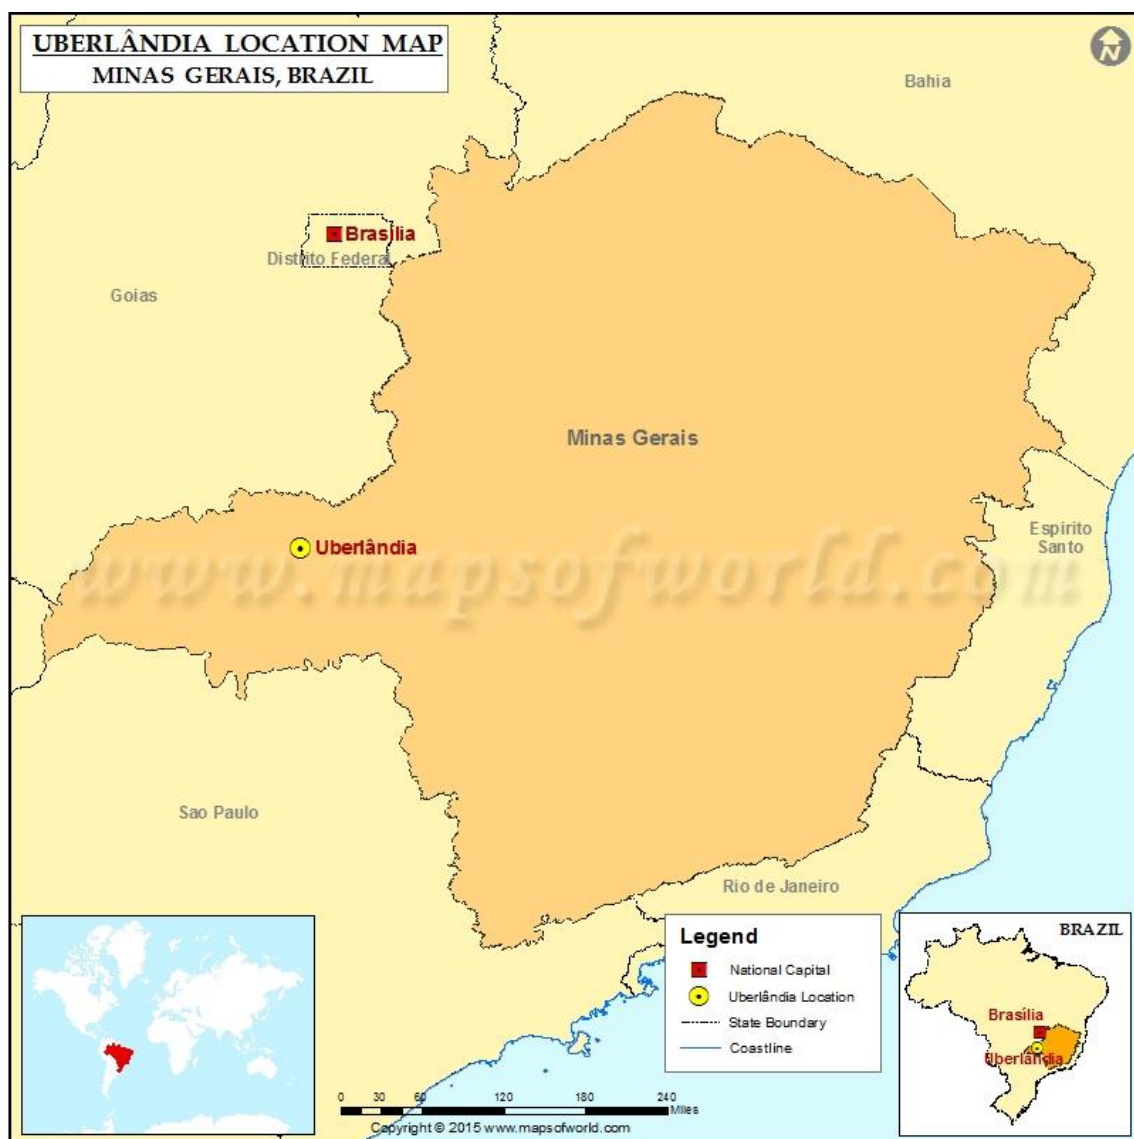 UBERLÂNDIA LOCATION MAP
MINAS GERAIS, BRAZIL
N
Bahia
Brasília
Distrito Federal
Goias
Minas Gerais
Espirito
Santo
Uberlândia
www.mapsofworld.com
Sao Paulo
Rio de Janeiro
Legend
National Capital
Uberlândia Location
State Boundary
Coastline
BRAZIL
Brasília
Uberlândia
0 30 60 120 180 240
Miles
Copyright © 2015 www.mapsofworld.com